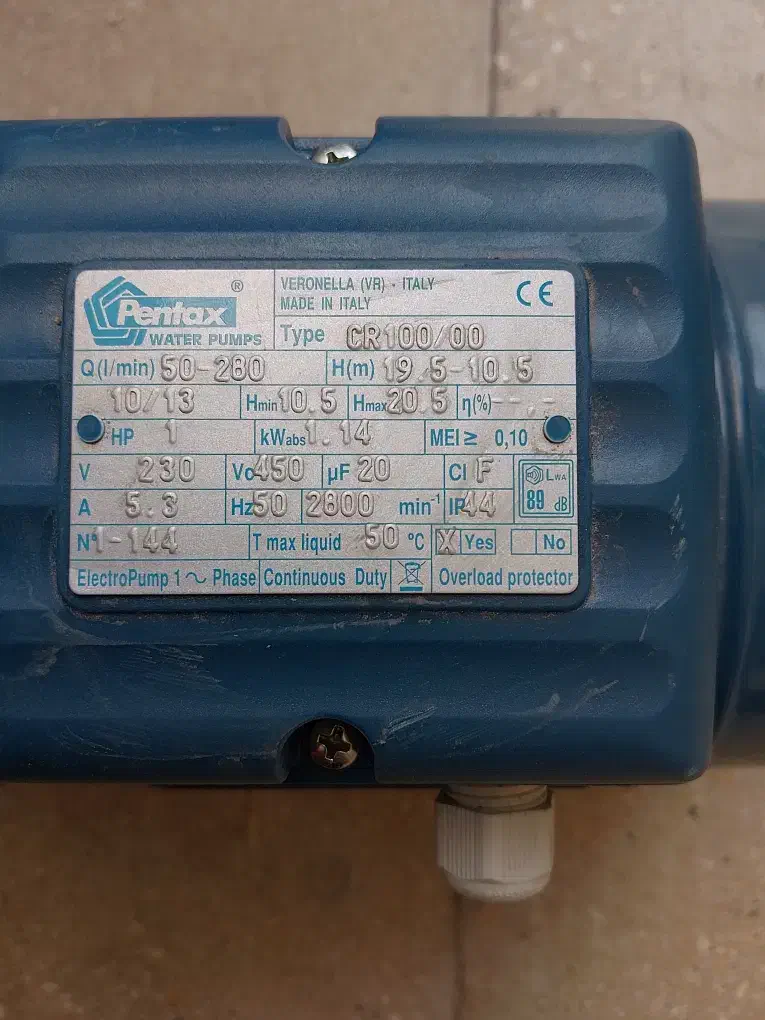 Pentax ®
WATER PUMPS
VERONELLA (VR) · ITALY
MADE IN ITALY
CE
Type CR100/00
Q(l/min) 50-280 H(m) 19.5-10.5
10/13 Hmin 10.5 Hmax 20.5 η(%) --.-
HP 1 kWabs 1.14 MEI≥ 0,10
V 230 Vc 450 µF 20 Cl F LWA
A 5.3 Hz 50 2800 min⁻¹ IP 44 89 dB
N° 1-144 T max liquid 50 °C X Yes No
ElectroPump 1~ Phase Continuous Duty Overload protector